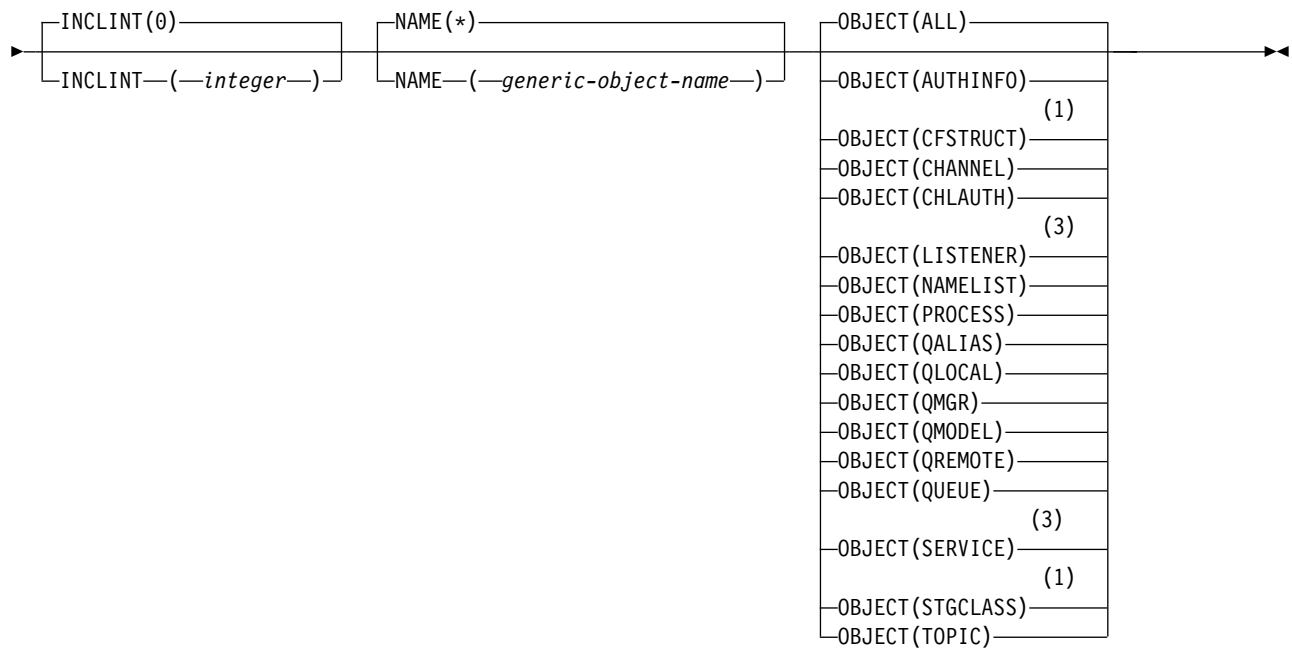 INCLINT(0) NAME(*) OBJECT(ALL)
INCLINT ( integer ) NAME ( generic-object-name ) OBJECT(AUTHINFO)
(1)
OBJECT(CFSTRUCT)
OBJECT(CHANNEL)
OBJECT(CHLAUTH)
(3)
OBJECT(LISTENER)
OBJECT(NAMELIST)
OBJECT(PROCESS)
OBJECT(QALIAS)
OBJECT(QLOCAL)
OBJECT(QMGR)
OBJECT(QMODEL)
OBJECT(QREMOTE)
OBJECT(QUEUE)
(3)
OBJECT(SERVICE)
(1)
OBJECT(STGCLASS)
OBJECT(TOPIC)